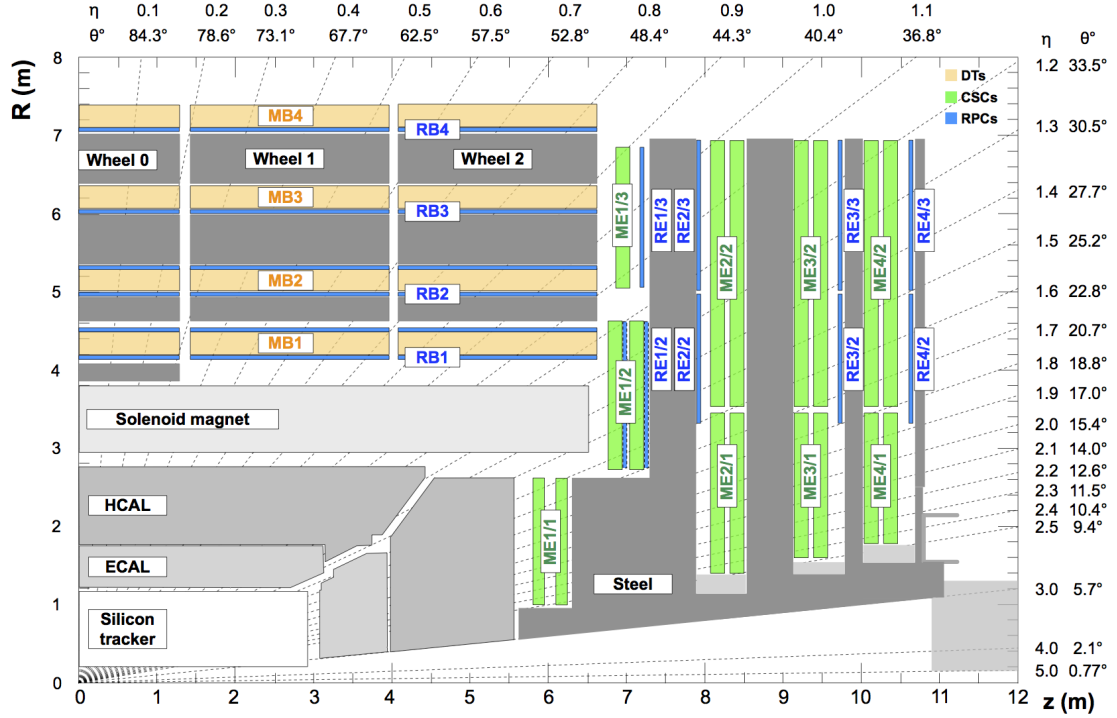 η 0.1 0.2 0.3 0.4 0.5 0.6 0.7 0.8 0.9 1.0 1.1
θ° 84.3° 78.6° 73.1° 67.7° 62.5° 57.5° 52.8° 48.4° 44.3° 40.4° 36.8° η θ°
R (m)
8
7
6
5
4
3
2
1
0
1.2 33.5°
1.3 30.5°
1.4 27.7°
1.5 25.2°
1.6 22.8°
1.7 20.7°
1.8 18.8°
1.9 17.0°
2.0 15.4°
2.1 14.0°
2.2 12.6°
2.3 11.5°
2.4 10.4°
2.5 9.4°
3.0 5.7°
4.0 2.1°
5.0 0.77°
DTs
CSCs
RPCs
MB4
RB4
Wheel 0 Wheel 1 Wheel 2
MB3
RB3
MB2
RB2
MB1
RB1
ME1/3
RE1/3
RE2/3
ME2/2
ME3/2
RE3/3
ME4/2
RE4/3
ME1/2
RE1/2
RE2/2
RE3/2
RE4/2
Solenoid magnet
HCAL
ECAL
Silicon
tracker
ME1/1
ME2/1
ME3/1
ME4/1
Steel
0 1 2 3 4 5 6 7 8 9 10 11 12
z (m)